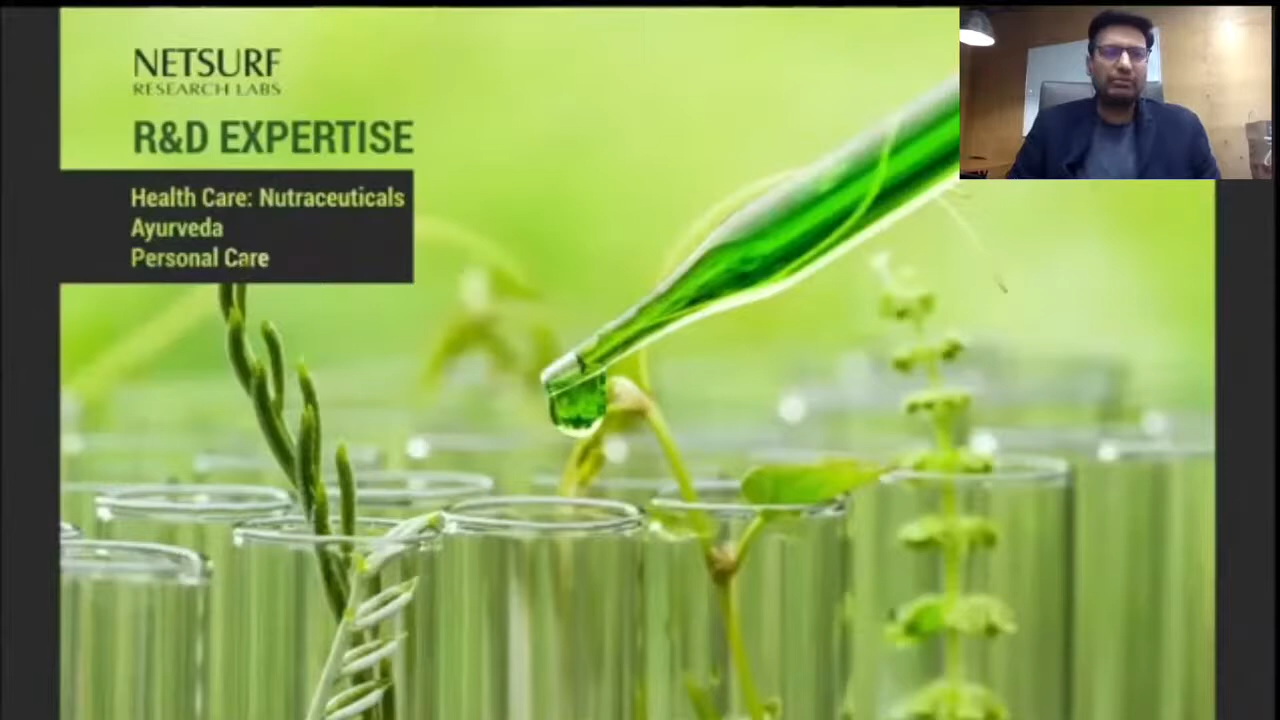 NETSURF
RESEARCH LABS
R&D EXPERTISE
Health Care: Nutraceuticals
Ayurveda
Personal Care